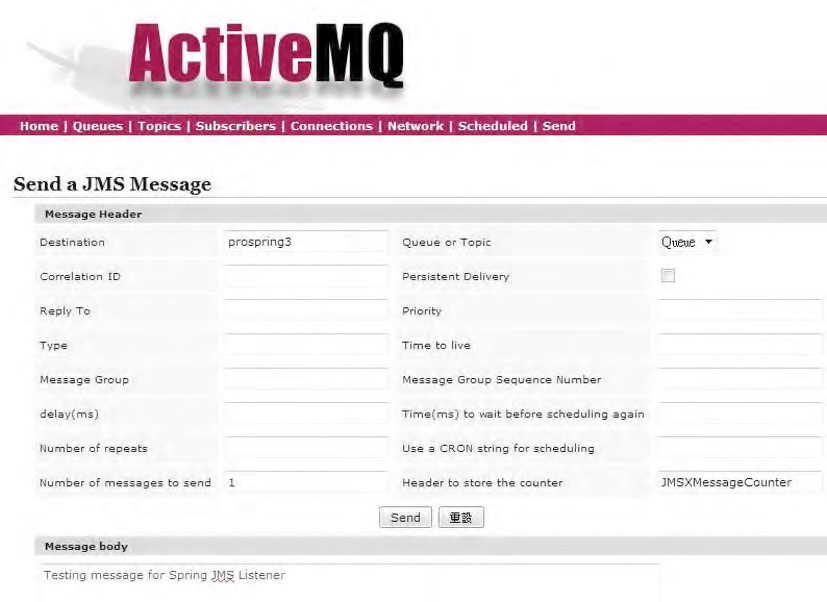 ActiveMQ
Home | Queues | Topics | Subscribers | Connections | Network | Scheduled | Send
Send a JMS Message
Message Header
Destination prospring3 Queue or Topic Queue
Correlation ID Persistent Delivery
Reply To Priority
Type Time to live
Message Group Message Group Sequence Number
delay(ms) Time(ms) to wait before scheduling again
Number of repeats Use a CRON string for scheduling
Number of messages to send 1 Header to store the counter JMSXMessageCounter
Send 重設
Message body
Testing message for Spring JMS Listener